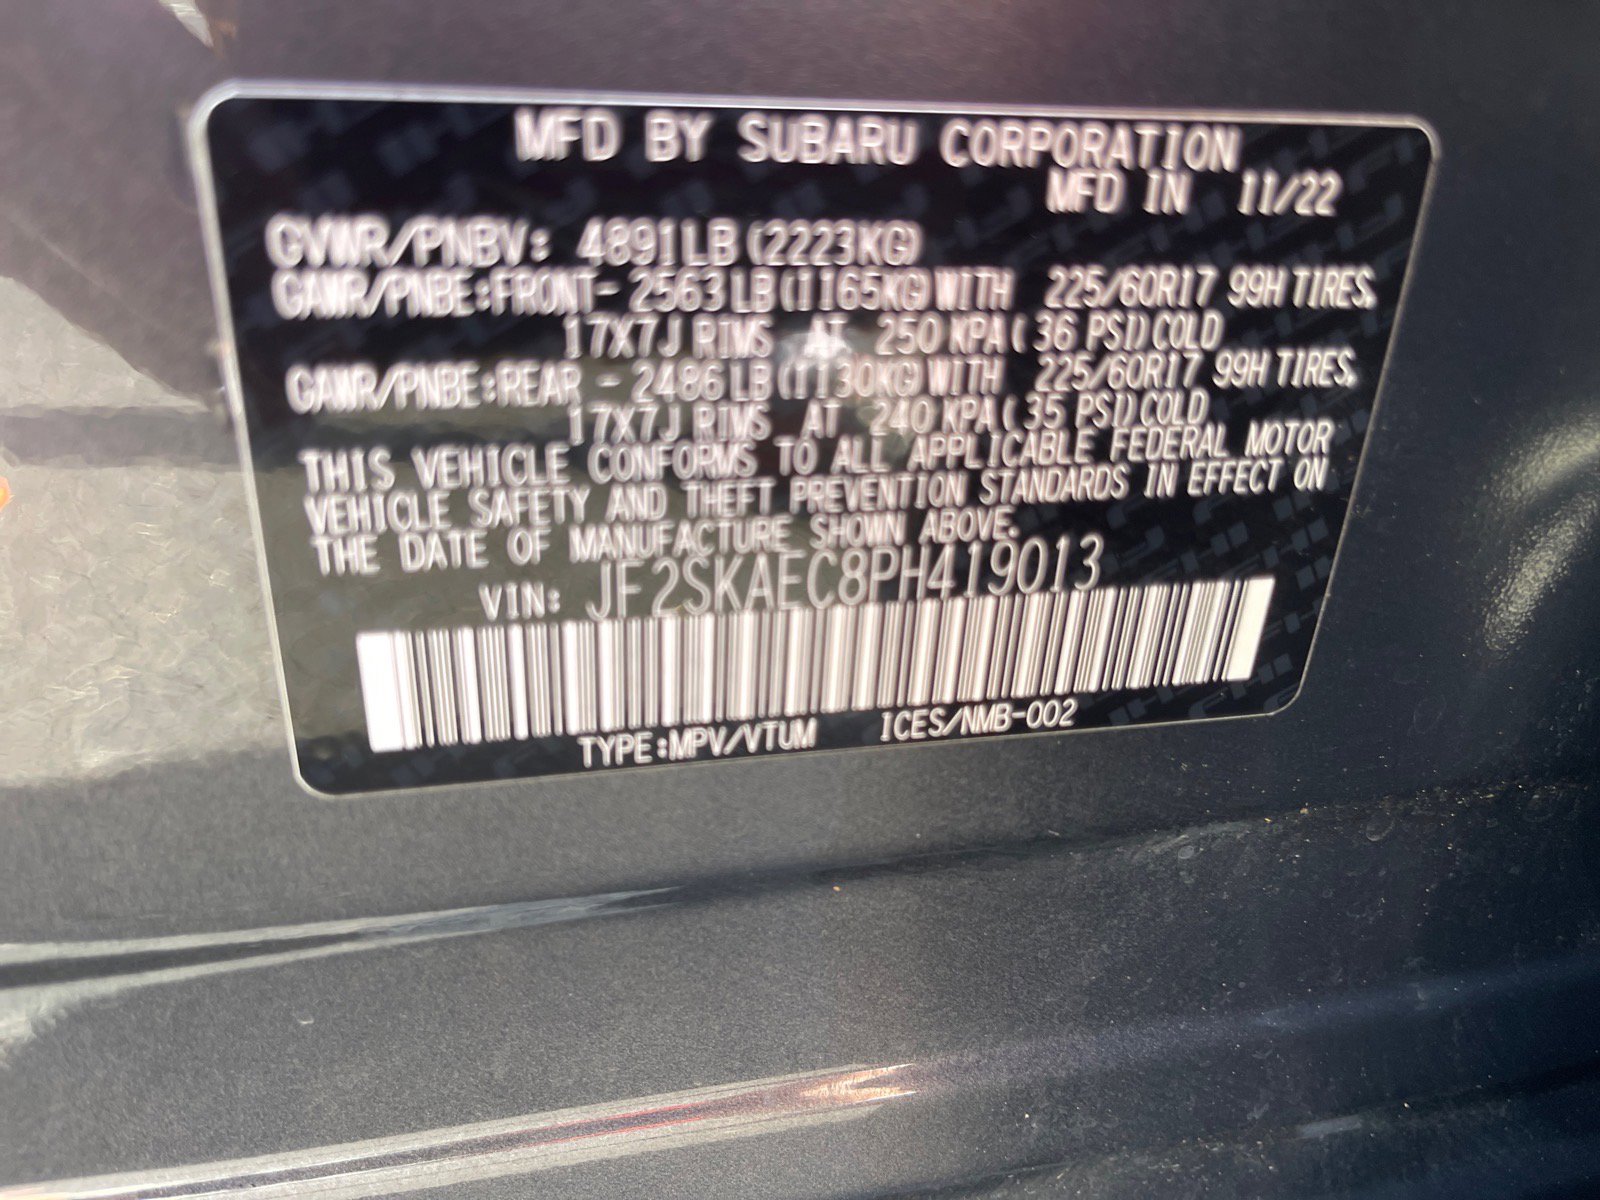 MFD BY SUBARU CORPORATION
MFD IN 11/22
GVWR/PNBV: 4891LB(2223KG)
GAWR/PNBE:FRONT- 2563LB(1165KG)WITH 225/60R17 99H TIRES,
17X7J RIMS AT 250 KPA( 36 PSI)COLD
GAWR/PNBE:REAR - 2486LB(1130KG)WITH 225/60R17 99H TIRES,
17X7J RIMS AT 240 KPA( 35 PSI)COLD
THIS VEHICLE CONFORMS TO ALL APPLICABLE FEDERAL MOTOR
VEHICLE SAFETY AND THEFT PREVENTION STANDARDS IN EFFECT ON
THE DATE OF MANUFACTURE SHOWN ABOVE.
VIN: JF2SKAEC8PH419013
TYPE:MPV/VTUM ICES/NMB-002